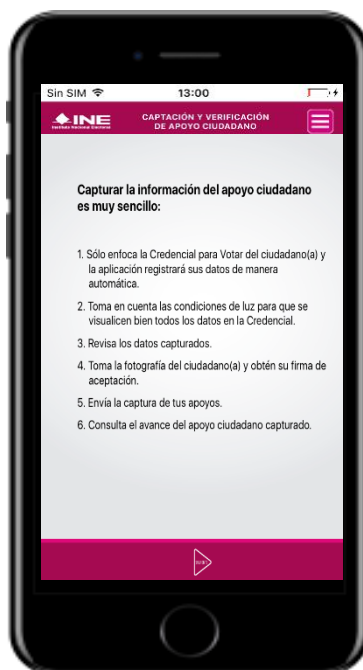 Sin SIM 13:00
INE CAPTACIÓN Y VERIFICACIÓN
Instituto Nacional Electoral DE APOYO CIUDADANO
Capturar la información del apoyo ciudadano
es muy sencillo:
1. Sólo enfoca la Credencial para Votar del ciudadano(a) y
la aplicación registrará sus datos de manera
automática.
2. Toma en cuenta las condiciones de luz para que se
visualicen bien todos los datos en la Credencial.
3. Revisa los datos capturados.
4. Toma la fotografía del ciudadano(a) y obtén su firma de
aceptación.
5. Envía la captura de tus apoyos.
6. Consulta el avance del apoyo ciudadano capturado.